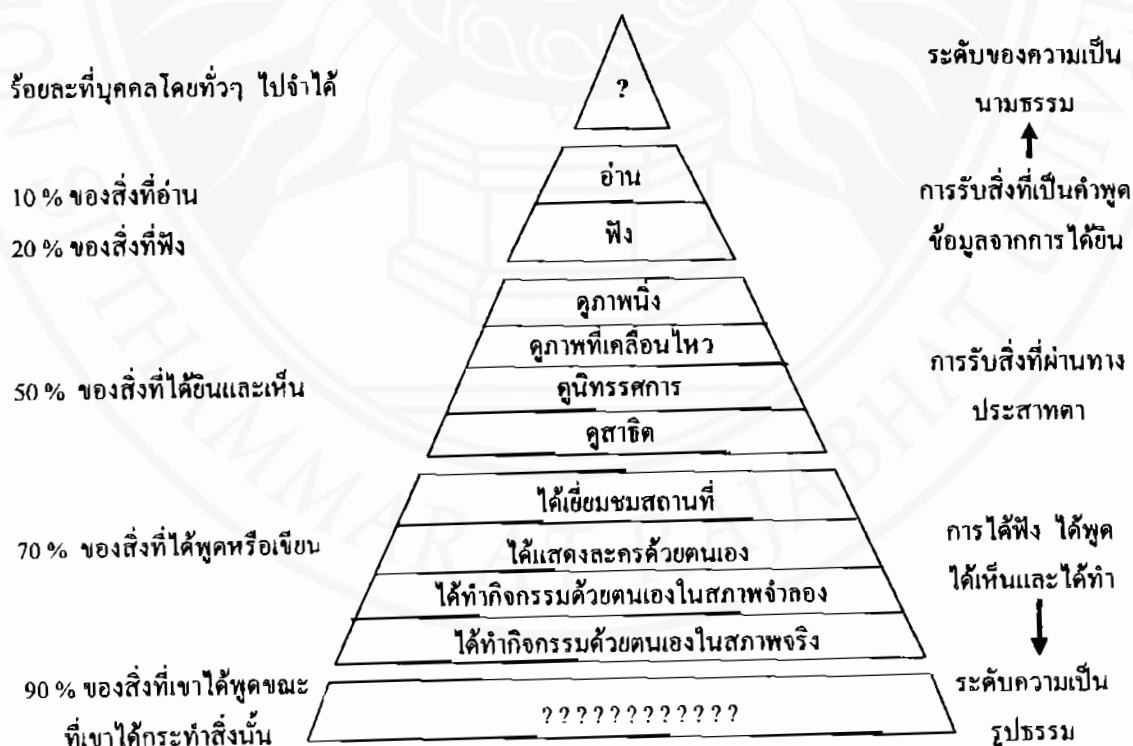 ร้อยละที่บุคคลโดยทั่วๆ ไปจำได้
10 % ของสิ่งที่อ่าน
20 % ของสิ่งที่ฟัง
50 % ของสิ่งที่ได้ยินและเห็น
70 % ของสิ่งที่ได้พูดหรือเขียน
90 % ของสิ่งที่เขาได้พูดขณะ
ที่เขาได้กระทำสิ่งนั้น
?
อ่าน
ฟัง
ดูภาพนิ่ง
ดูภาพที่เคลื่อนไหว
ดูนิทรรศการ
ดูสาธิต
ได้เยี่ยมชมสถานที่
ได้แสดงละครด้วยตนเอง
ได้ทำกิจกรรมด้วยตนเองในสภาพจำลอง
ได้ทำกิจกรรมด้วยตนเองในสภาพจริง
? ? ? ? ? ? ? ? ? ? ? ?
ระดับของความเป็น
นามธรรม
การรับสิ่งที่เป็นคำพูด
ข้อมูลจากการได้ยิน
การรับสิ่งที่ผ่านทาง
ประสาทตา
การได้ฟัง ได้พูด
ได้เห็นและได้ทำ
ระดับความเป็น
รูปธรรม
THAMMARAT RAJABHAT